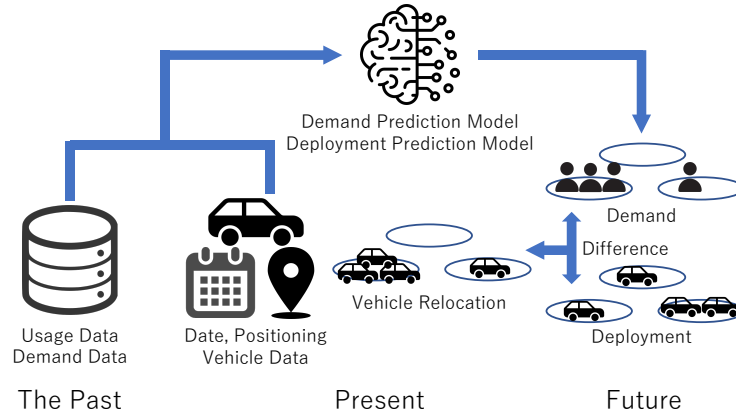 Demand Prediction Model
Deployment Prediction Model
Demand
Difference
Vehicle Relocation
Usage Data
Demand Data
Date, Positioning
Vehicle Data
Deployment
The Past
Present
Future